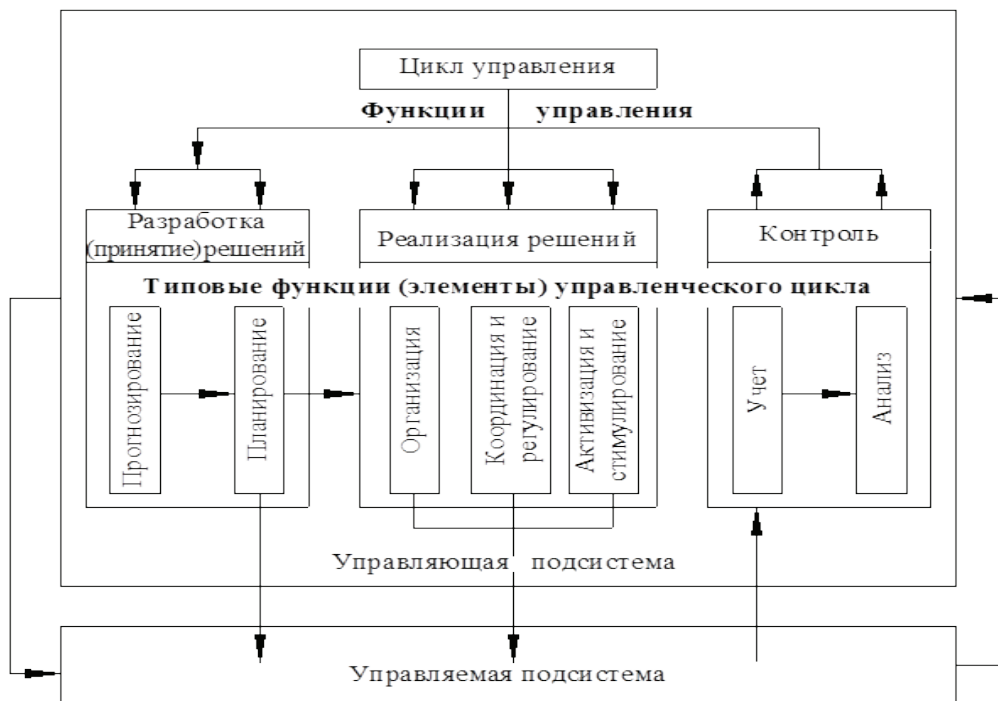 Цикл управления
Функции управления
Разработка
(принятие)решений
Реализация решений
Контроль
Типовые функции (элементы) управленческого цикла
Прогнозирование
Планирование
Организация
Координация и
регулирование
Активизация и
стимулирование
Учет
Анализ
Управляющая подсистема
Управляемая подсистема